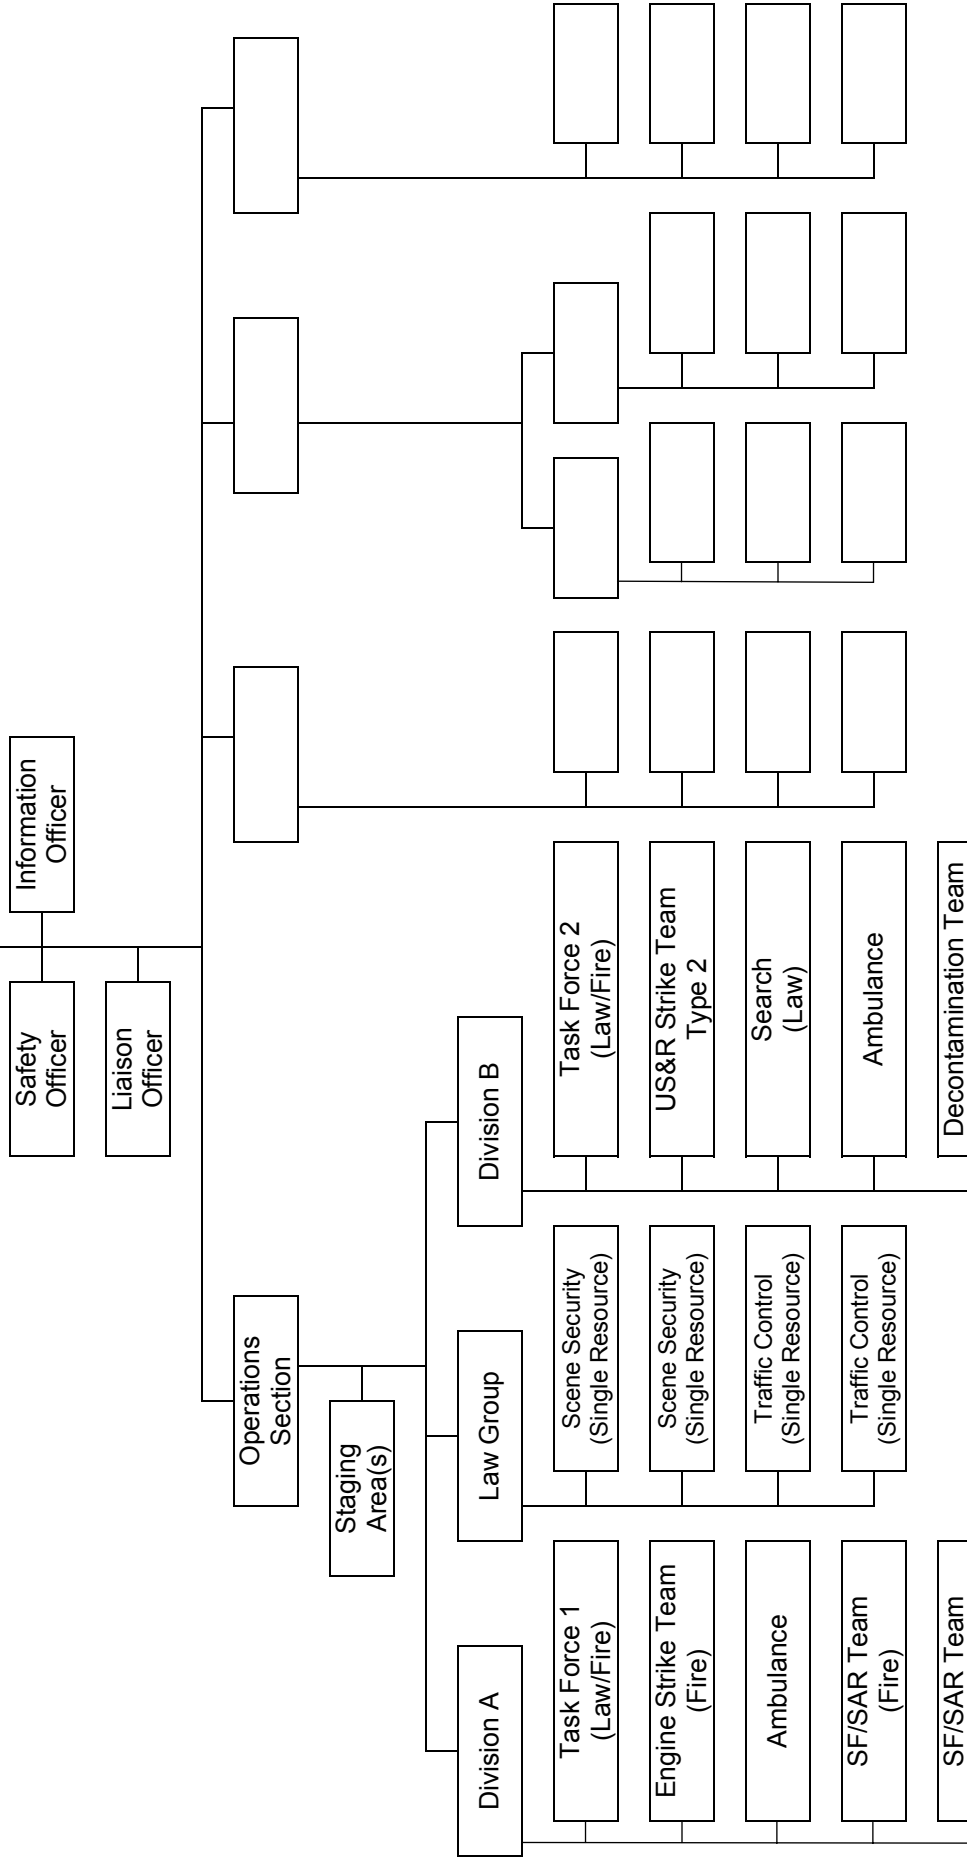 Safety
Officer
Information
Officer
Liaison
Officer
Operations
Section
Staging
Area(s)
Division A
Law Group
Division B
Task Force 1
(Law/Fire)
Engine Strike Team
(Fire)
Ambulance
SF/SAR Team
(Fire)
SF/SAR Team
Scene Security
(Single Resource)
Scene Security
(Single Resource)
Traffic Control
(Single Resource)
Traffic Control
(Single Resource)
Task Force 2
(Law/Fire)
US&R Strike Team
Type 2
Search
(Law)
Ambulance
Decontamination Team